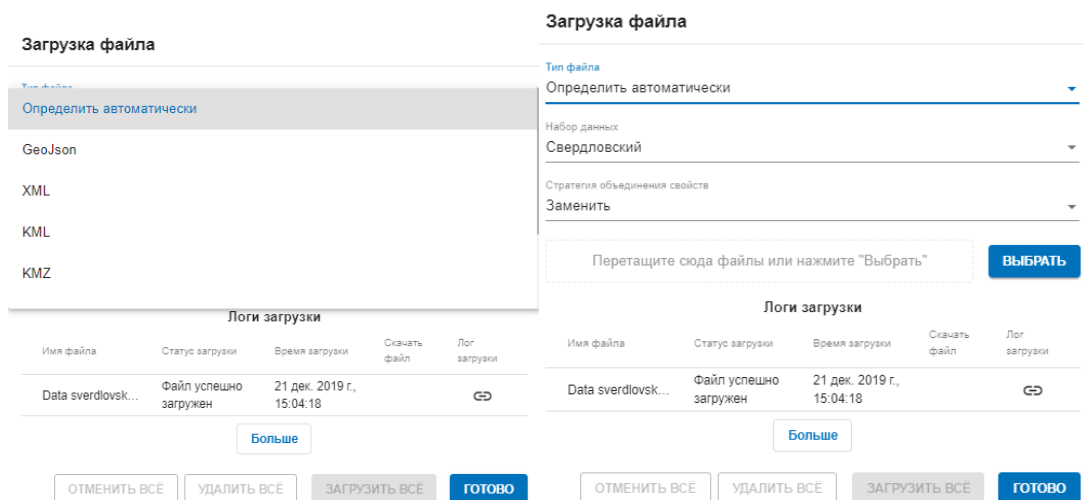 Загрузка файла
Тип файла
Определить автоматически
GeoJson
XML
KML
KMZ
Логи загрузки
Имя файла
Статус загрузки
Время загрузки
Скачать
файл
Лог
загрузки
Data sverdlovsk...
Файл успешно
загружен
21 дек. 2019 г.,
15:04:18
Больше
ОТМЕНИТЬ ВСЁ
УДАЛИТЬ ВСЁ
ЗАГРУЗИТЬ ВСЁ
ГОТОВО
Загрузка файла
Тип файла
Определить автоматически
Набор данных
Свердловский
Стратегия объединения свойств
Заменить
Перетащите сюда файлы или нажмите "Выбрать"
ВЫБРАТЬ
Логи загрузки
Имя файла
Статус загрузки
Время загрузки
Скачать
файл
Лог
загрузки
Data sverdlovsk...
Файл успешно
загружен
21 дек. 2019 г.,
15:04:18
Больше
ОТМЕНИТЬ ВСЁ
УДАЛИТЬ ВСЁ
ЗАГРУЗИТЬ ВСЁ
ГОТОВО